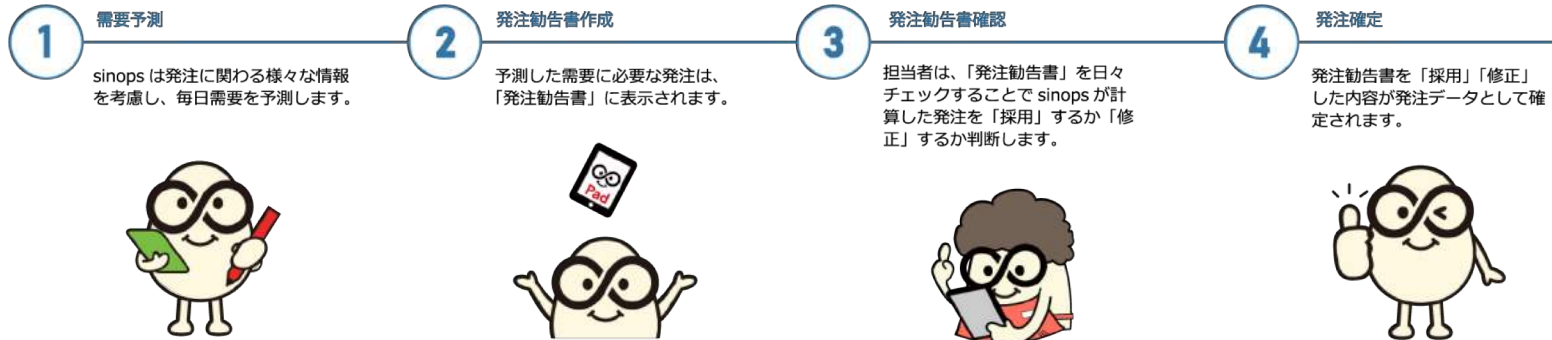 1
需要予測
sinops は発注に関わる様々な情報
を考慮し、毎日需要を予測します。
2
発注勧告書作成
予測した需要に必要な発注は、
「発注勧告書」に表示されます。
Pad
3
発注勧告書確認
担当者は、「発注勧告書」を日々
チェックすることで sinops が計
算した発注を「採用」するか「修
正」するか判断します。
4
発注確定
発注勧告書を「採用」「修正」
した内容が発注データとして確
定されます。